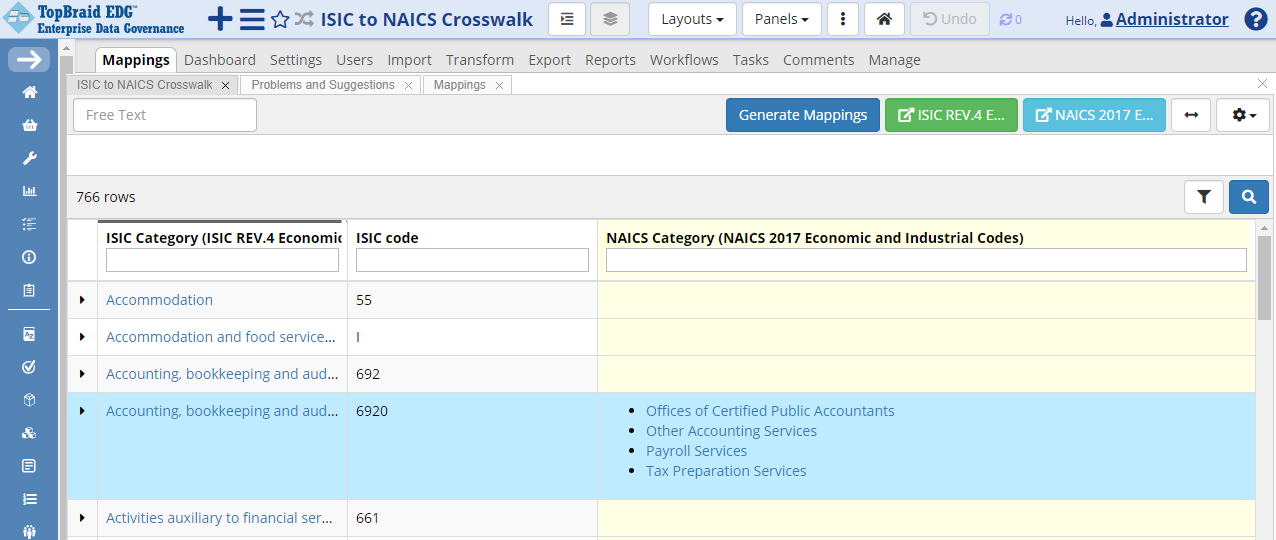 TopBraid EDG™
Enterprise Data Governance
ISIC to NAICS Crosswalk
Layouts
Panels
Undo
0
Hello, Administrator
Mappings Dashboard Settings Users Import Transform Export Reports Workflows Tasks Comments Manage
ISIC to NAICS Crosswalk
Problems and Suggestions
Mappings
Free Text
Generate Mappings
ISIC REV.4 E...
NAICS 2017 E...
766 rows
ISIC Category (ISIC REV.4 Economic
ISIC code
NAICS Category (NAICS 2017 Economic and Industrial Codes)
Accommodation 55
Accommodation and food service... I
Accounting, bookkeeping and aud... 692
Accounting, bookkeeping and aud... 6920
Offices of Certified Public Accountants
Other Accounting Services
Payroll Services
Tax Preparation Services
Activities auxiliary to financial ser... 661